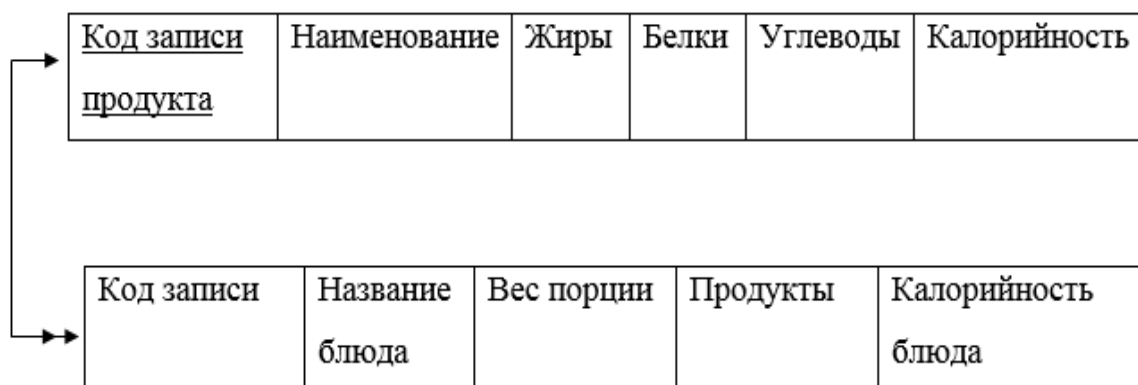 Код записи Наименование Жиры Белки Углеводы Калорийность
продукта
Код записи Название Вес порции Продукты Калорийность
блюда блюда